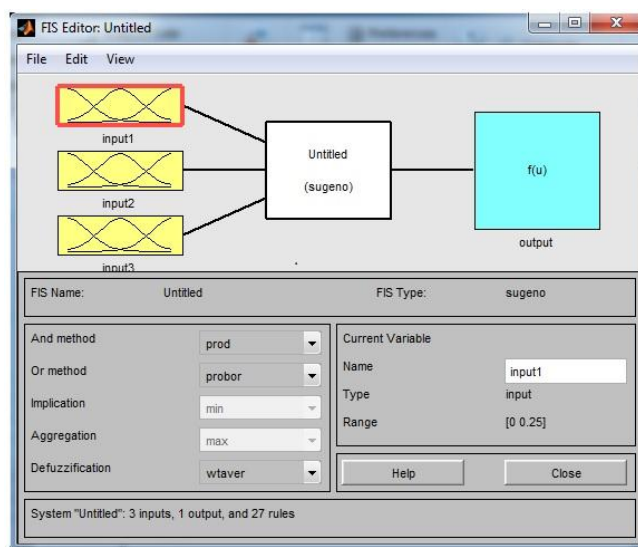 FIS Editor: Untitled
File Edit View
input1
input2
input3
Untitled
(sugeno)
f(u)
output
FIS Name: Untitled FIS Type: sugeno
And method prod
Or method probor
Implication min
Aggregation max
Defuzzification wtaver
Current Variable
Name input1
Type input
Range [0 0.25]
Help Close
System "Untitled": 3 inputs, 1 output, and 27 rules